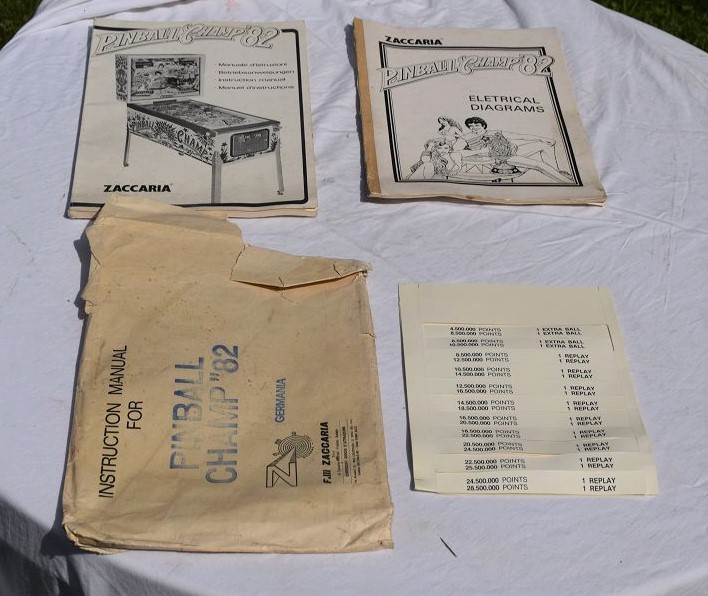 PINBALL CHAMP '82
Manuale d'istruzioni
Betriebsanweisungen
Instruction manual
Manuel d'instructions
PINBALL CHAMP
ZACCARIA
ZACCARIA
PINBALL CHAMP '82
ELETRICAL
DIAGRAMS
INSTRUCTION MANUAL
FOR
PINBALL
CHAMP"82
GERMANIA
F.lli ZACCARIA
4.500.000 POINTS 1 EXTRA BALL
8.500.000 POINTS 1 EXTRA BALL
6.500.000 POINTS 1 EXTRA BALL
10.500.000 POINTS 1 EXTRA BALL
8.500.000 POINTS 1 REPLAY
12.500.000 POINTS 1 REPLAY
10.500.000 POINTS 1 REPLAY
14.500.000 POINTS 1 REPLAY
12.500.000 POINTS 1 REPLAY
16.500.000 POINTS 1 REPLAY
14.500.000 POINTS 1 REPLAY
18.500.000 POINTS 1 REPLAY
16.500.000 POINTS 1 REPLAY
20.500.000 POINTS 1 REPLAY
18.500.000 POINTS 1 REPLAY
22.500.000 POINTS 1 REPLAY
20.500.000 POINTS 1 REPLAY
24.500.000 POINTS 1 REPLAY
22.500.000 POINTS 1 REPLAY
25.500.000 POINTS 1 REPLAY
24.500.000 POINTS 1 REPLAY
28.500.000 POINTS 1 REPLAY